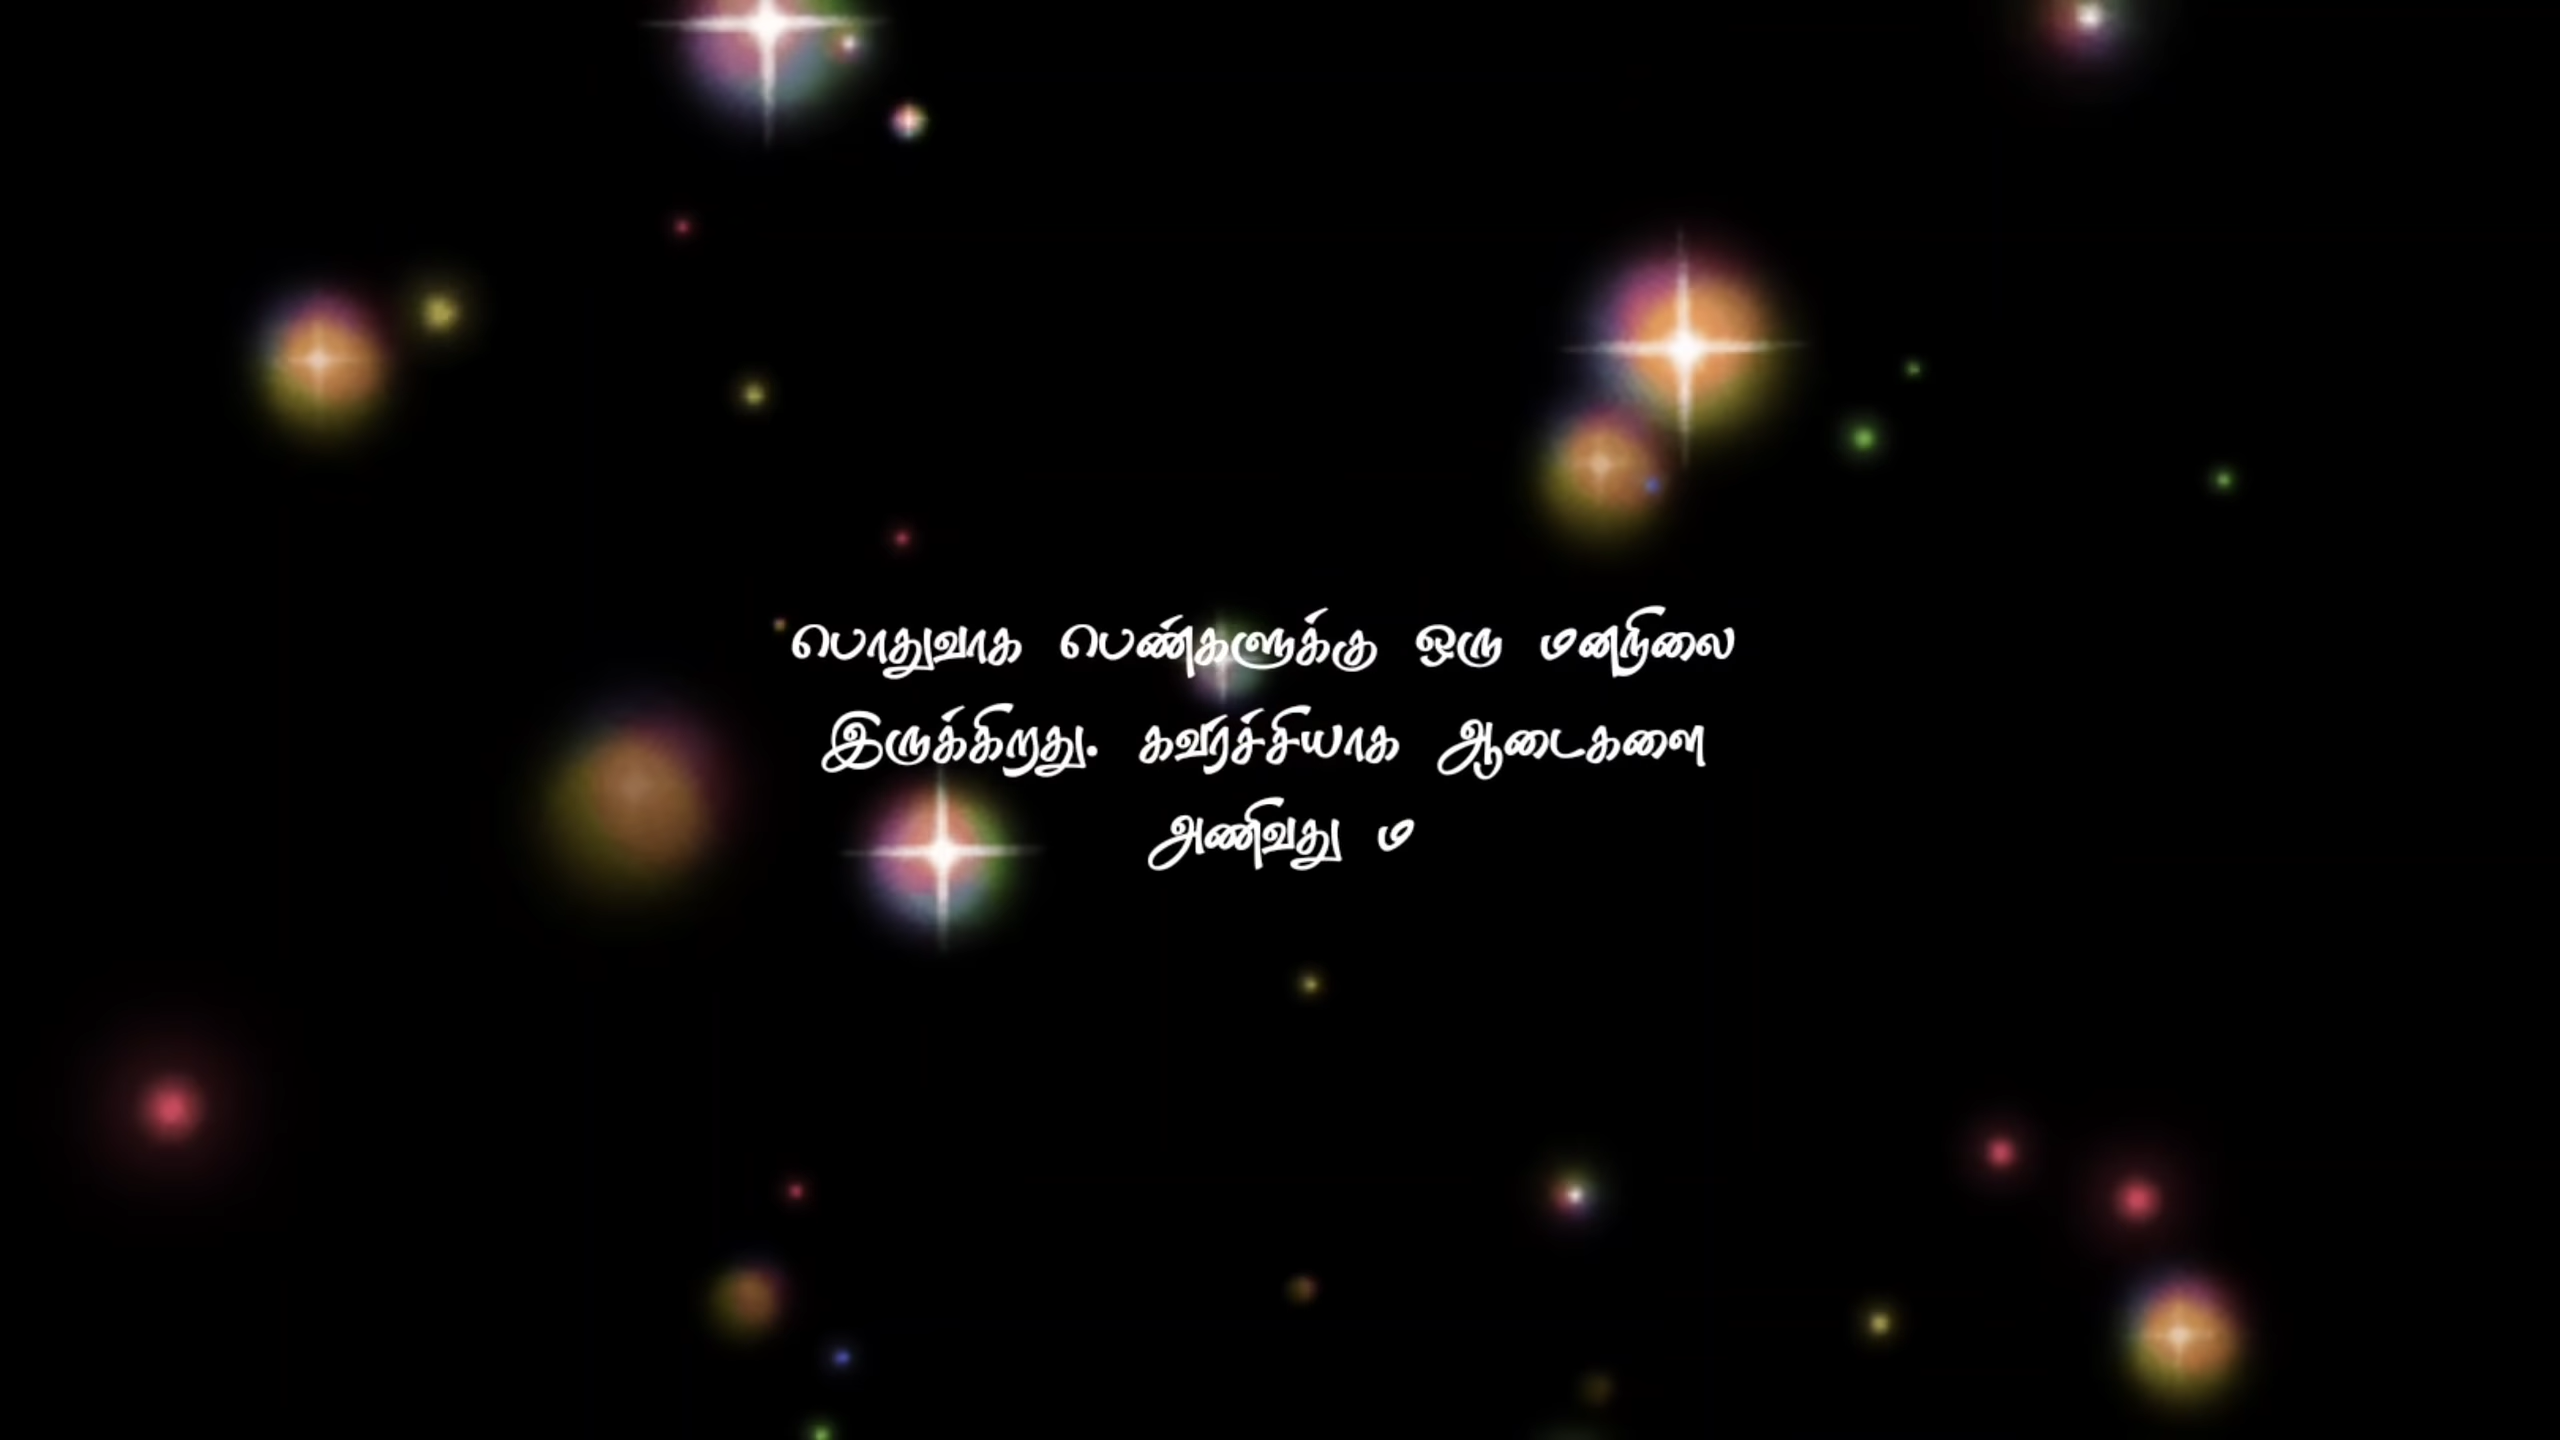 பொதுவாக பெண்களுக்கு ஒரு மனநிலை
இருக்கிறது. கவர்ச்சியாக ஆடைகளை
அணிவது ம